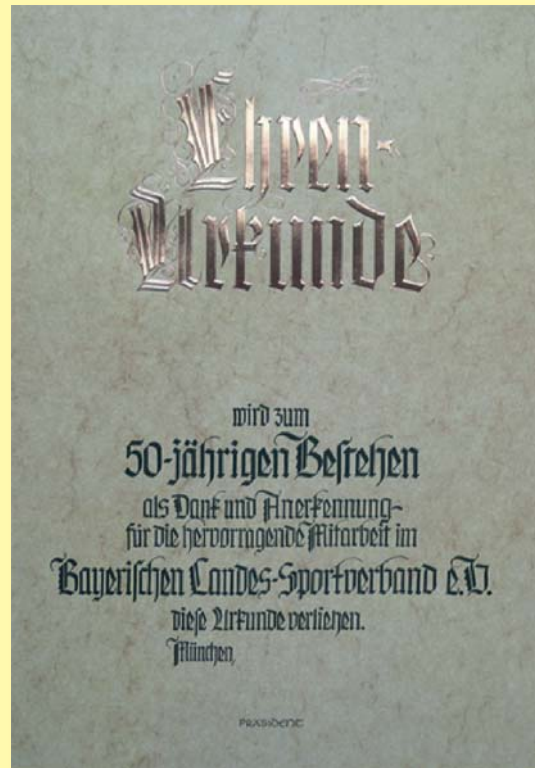 Ehren-
Urkunde
wird zum
50-jährigen Bestehen
als Dank und Anerkennung
für die hervorragende Mitarbeit im
Bayerischen Landes-Sportverband e.V.
diese Urkunde verliehen.
München,
PRÄSIDENT